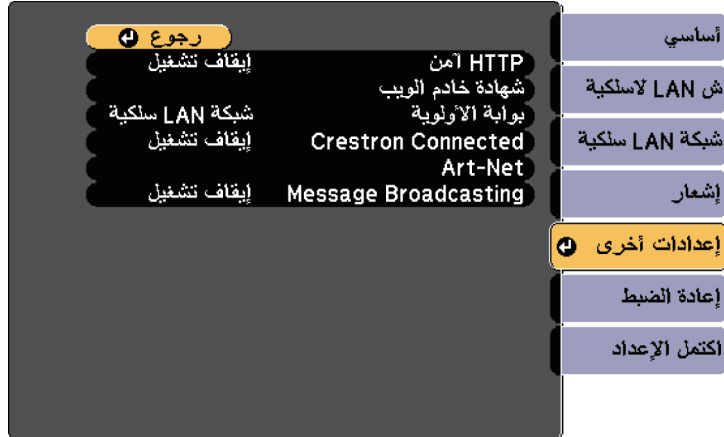 أساسي
ش LAN لاسلكية
شبكة LAN سلكية
إشعار
إعدادات أخرى
إعادة الضبط
اكتمل الإعداد
رجوع
HTTP آمن إيقاف تشغيل
شهادة خادم الويب
بوابة الأولوية شبكة LAN سلكية
Crestron Connected إيقاف تشغيل
Art-Net
Message Broadcasting إيقاف تشغيل